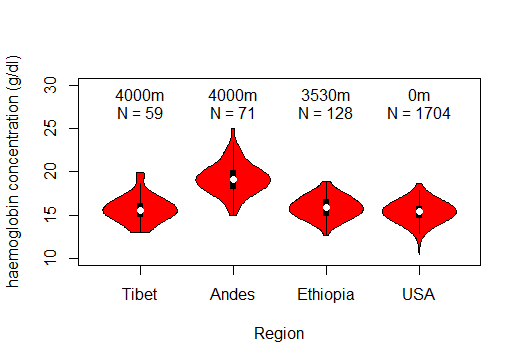 haemoglobin concentration (g/dl)
30
25
20
15
10
4000m 4000m 3530m 0m
N = 59 N = 71 N = 128 N = 1704
Tibet Andes Ethiopia USA
Region